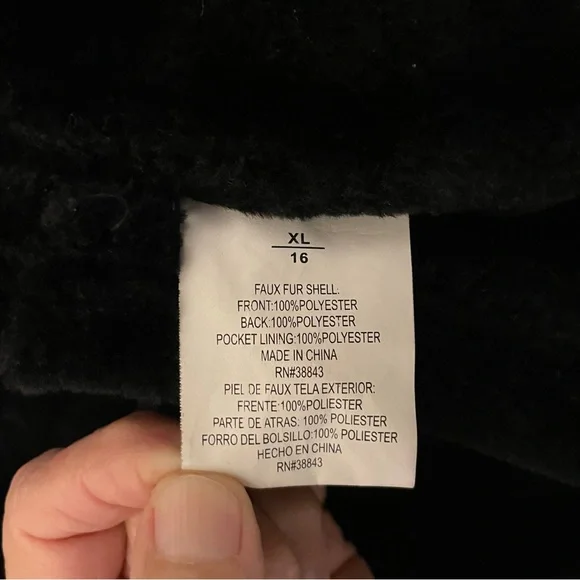 XL
16
FAUX FUR SHELL:
FRONT:100%POLYESTER
BACK:100%POLYESTER
POCKET LINING:100%POLYESTER
MADE IN CHINA
RN#38843
PIEL DE FAUX TELA EXTERIOR:
FRENTE:100%POLIESTER
PARTE DE ATRAS: 100%POLIESTER
FORRO DEL BOLSILLO:100% POLIESTER
HECHO EN CHINA
RN#38843